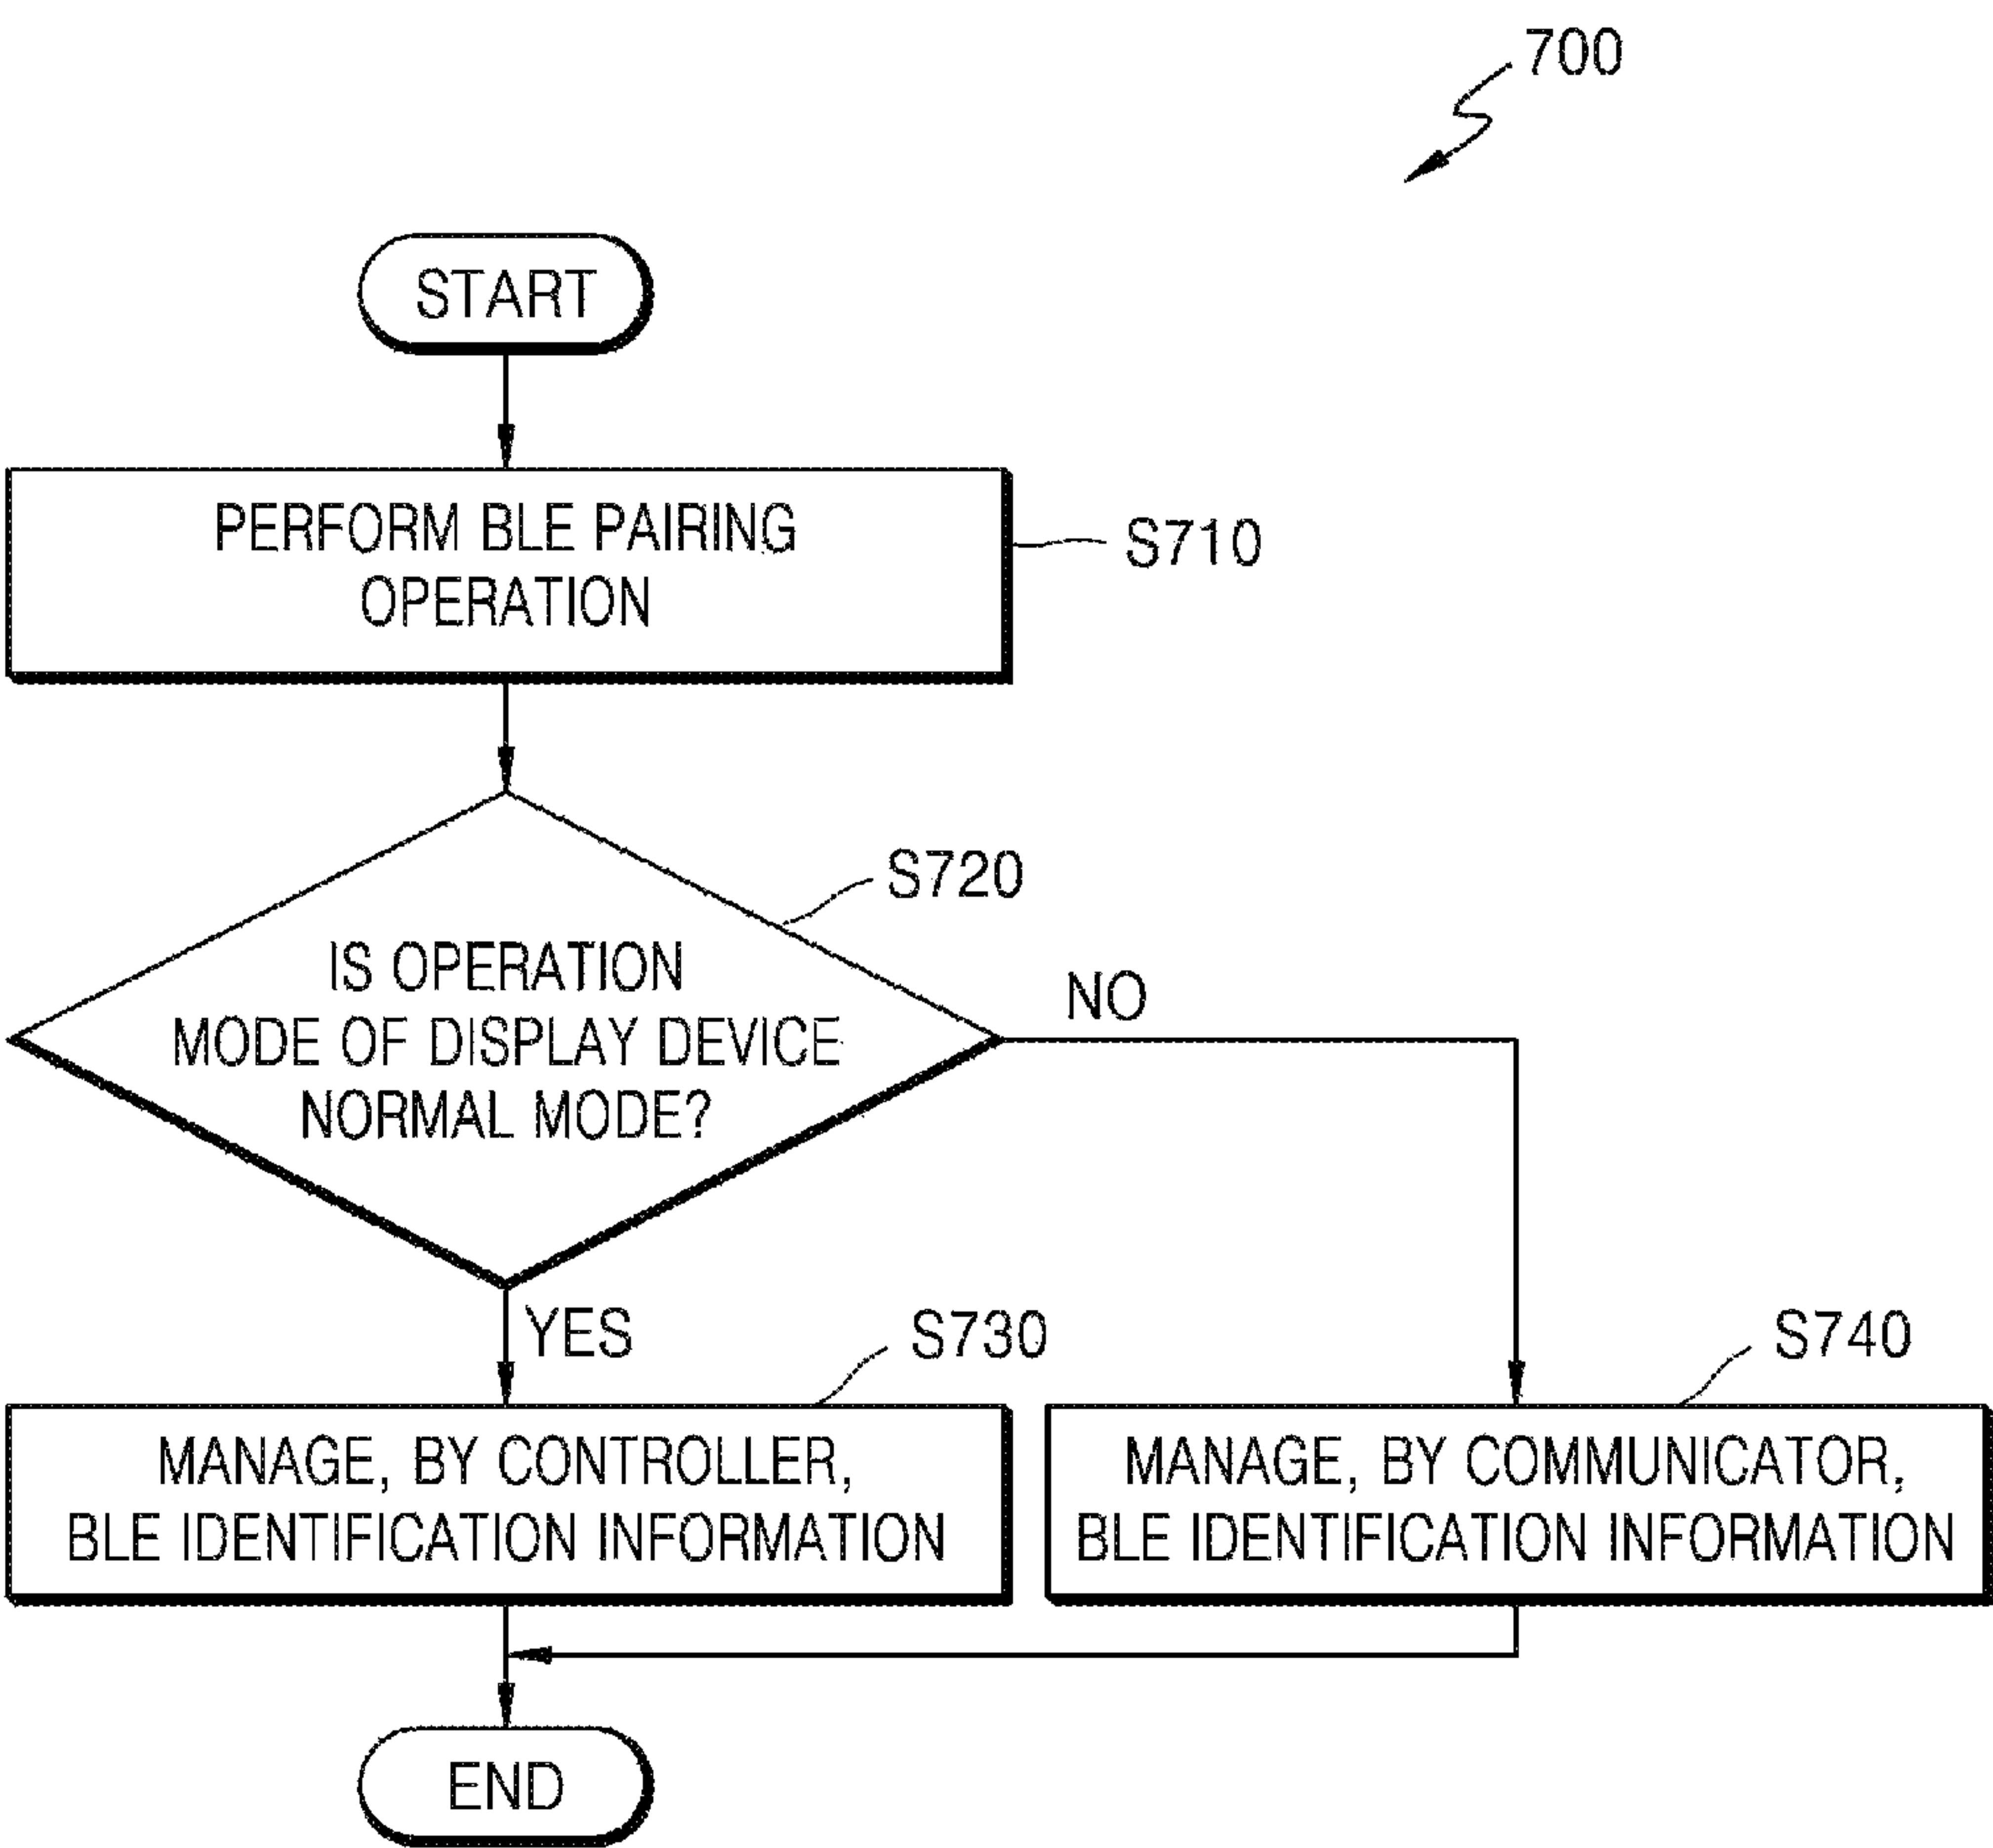 700
START
PERFORM BLE PAIRING
OPERATION
S710
S720
IS OPERATION
MODE OF DISPLAY DEVICE
NORMAL MODE?
NO
YES
S730
MANAGE, BY CONTROLLER,
BLE IDENTIFICATION INFORMATION
S740
MANAGE, BY COMMUNICATOR,
BLE IDENTIFICATION INFORMATION
END